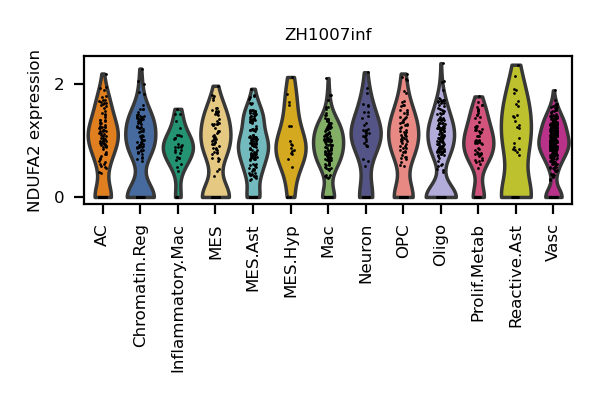 ZH1007inf
NDUFA2 expression
2
0
AC
Chromatin.Reg
Inflammatory.Mac
MES
MES.Ast
MES.Hyp
Mac
Neuron
OPC
Oligo
Prolif.Metab
Reactive.Ast
Vasc